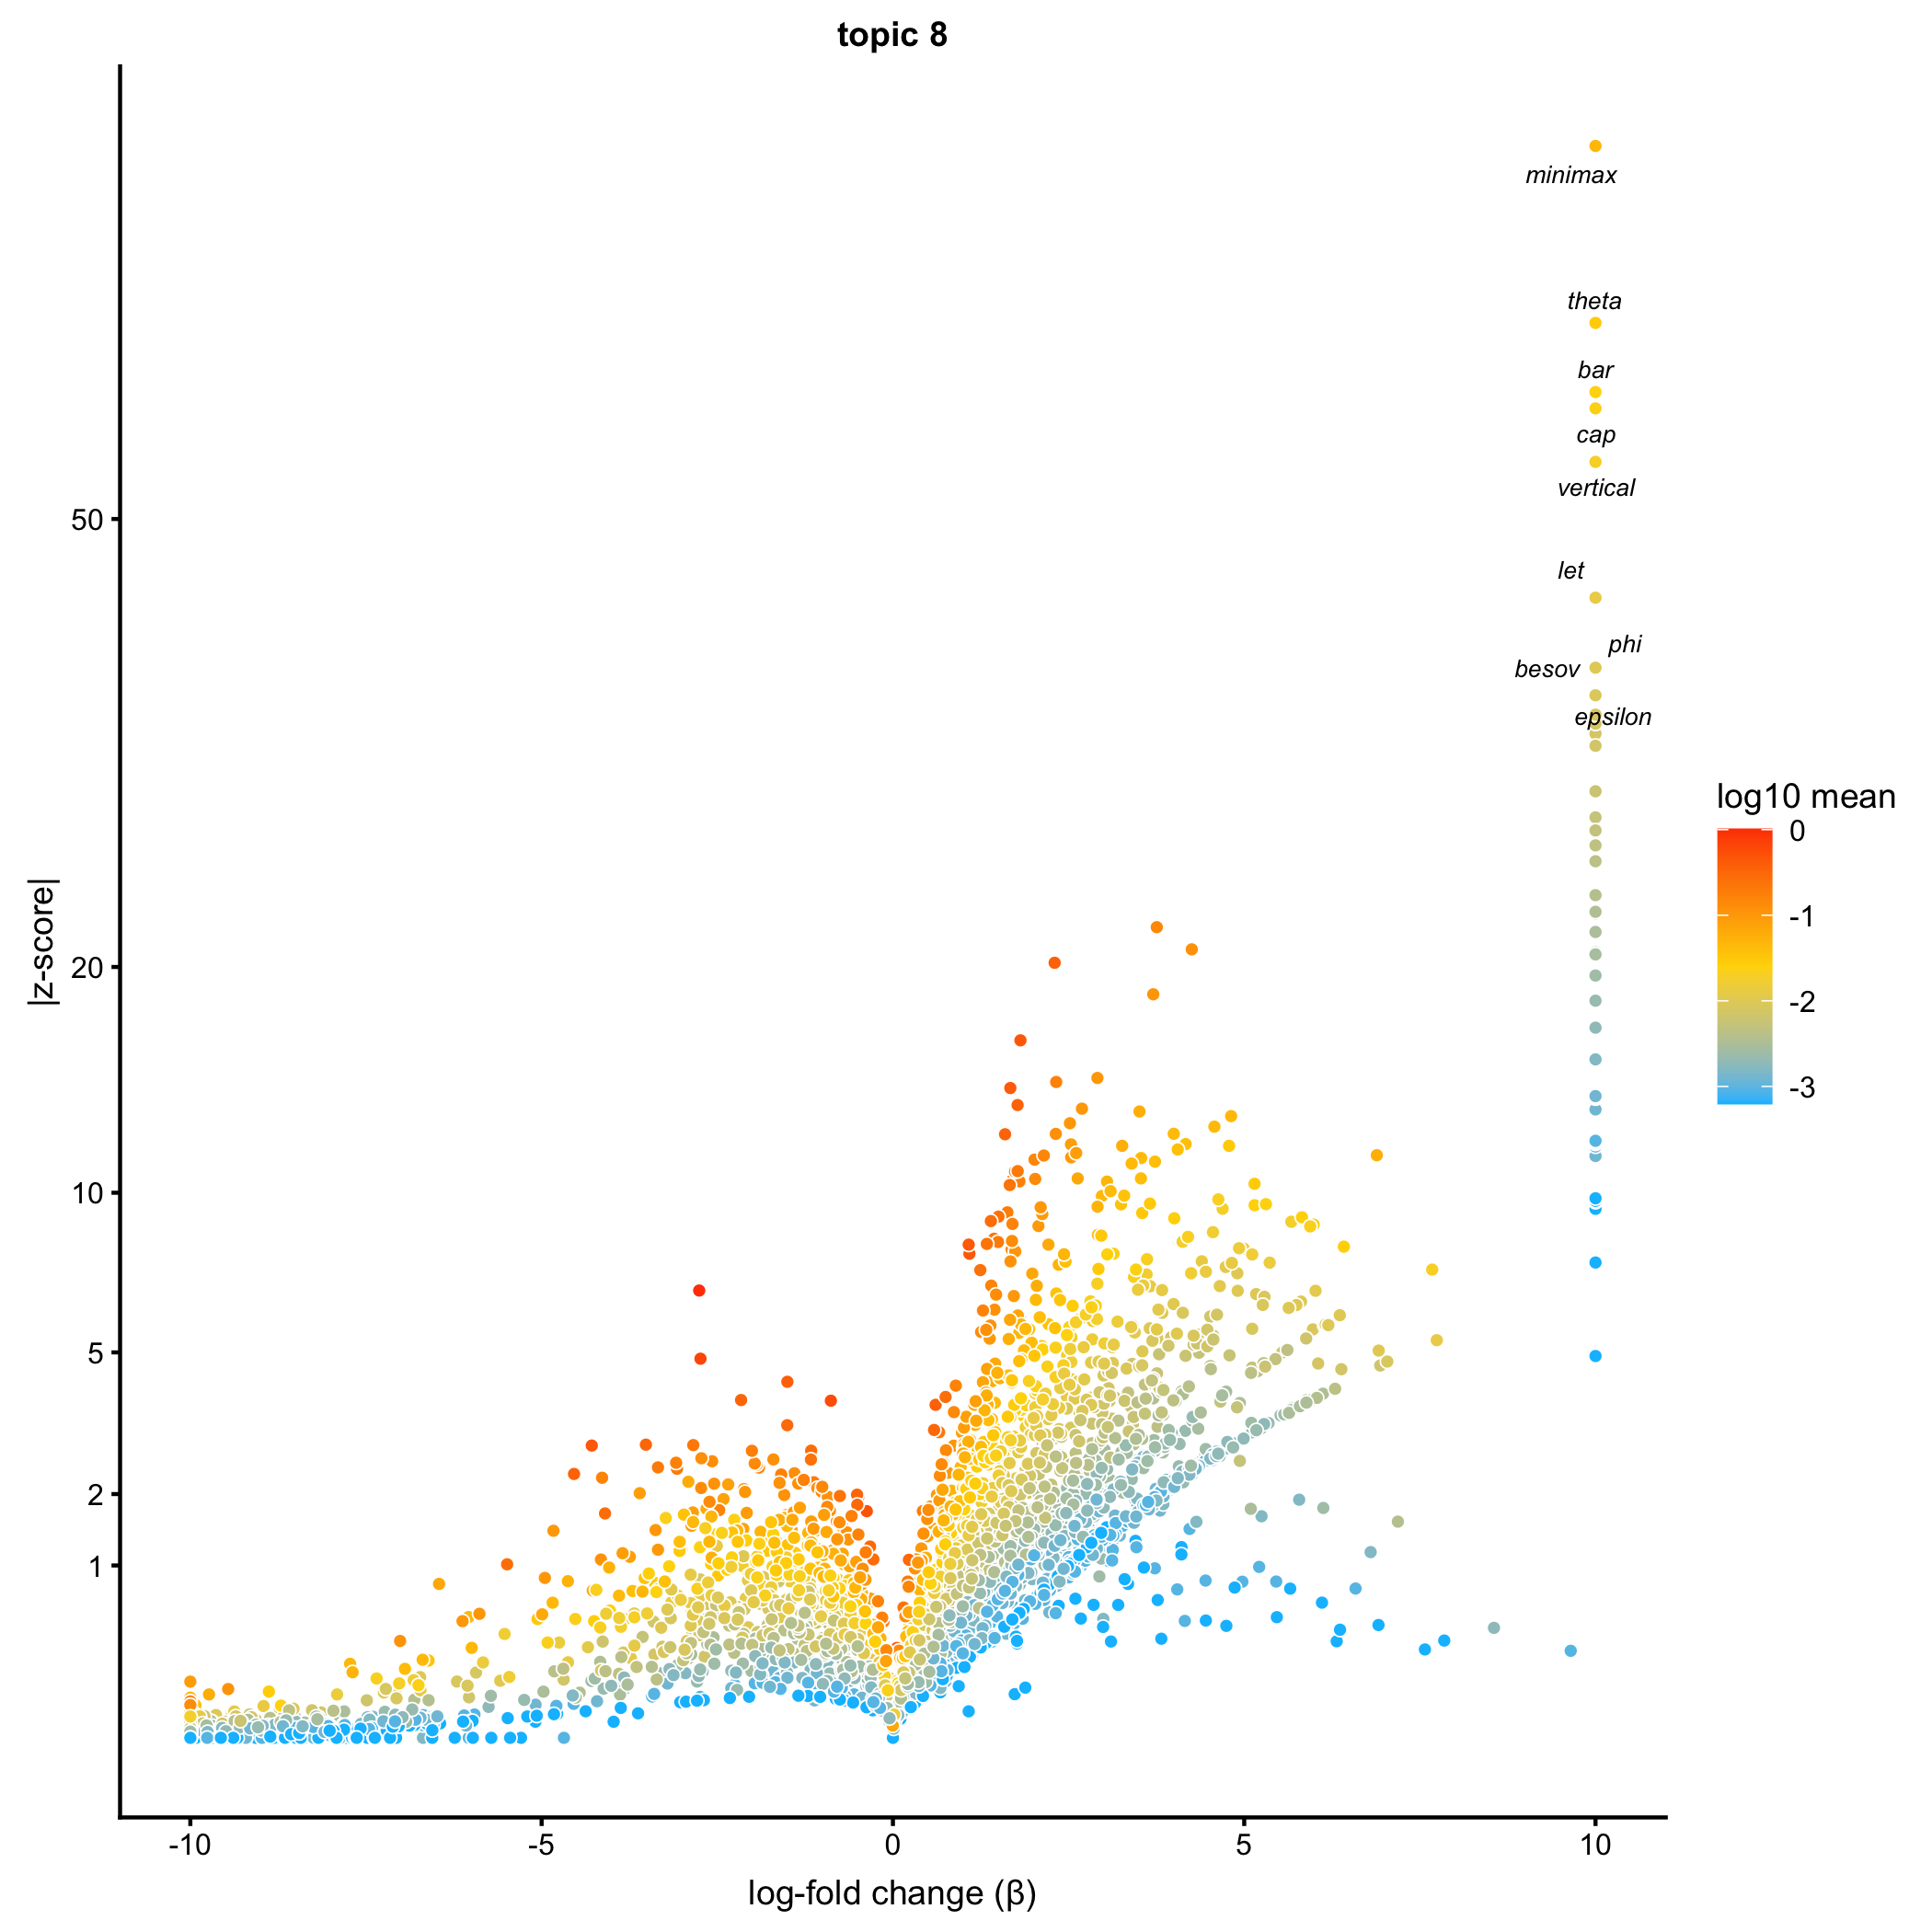 topic 8
minimax
theta
bar
cap
vertical
50
let
phi
besov
epsilon
log10 mean
0
-1
-2
-3
|z-score|
20
10
5
2
1
-10
-5
0
5
10
log-fold change (β)